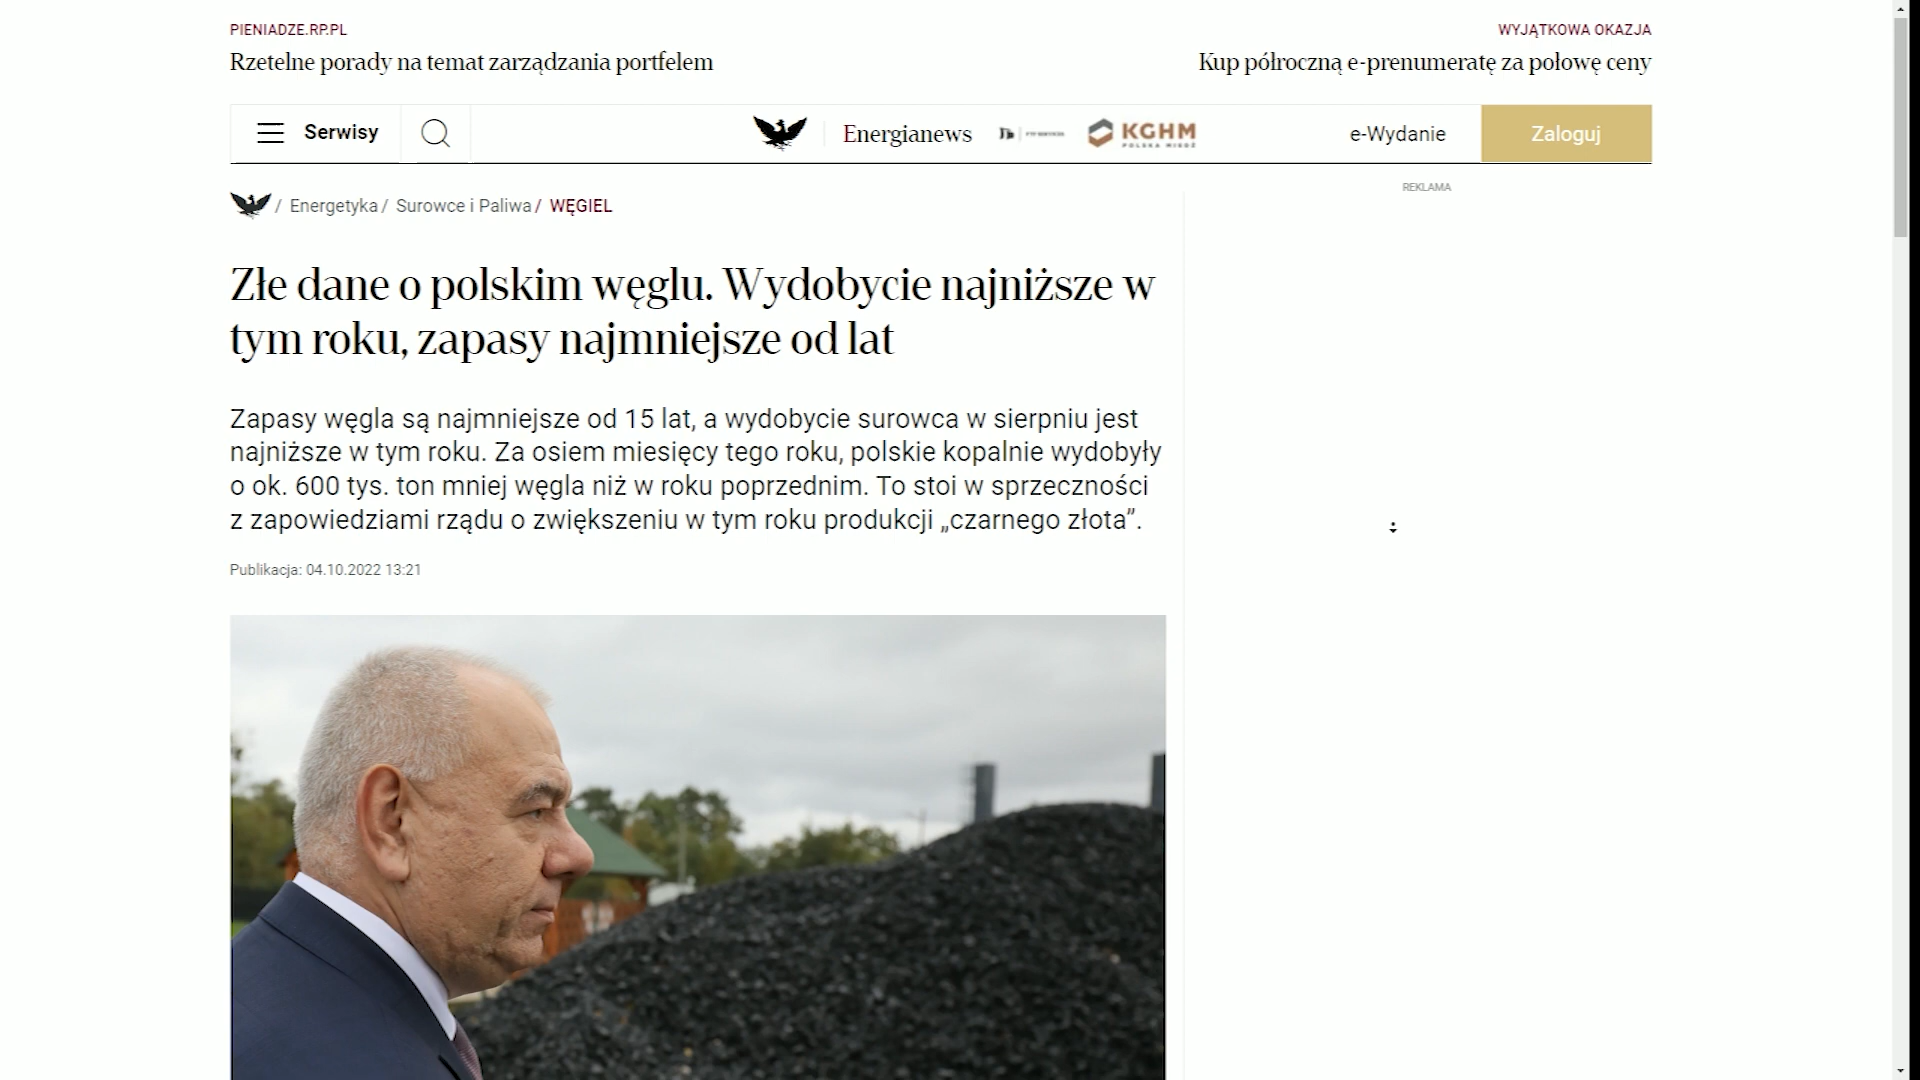 PIENIADZE.RP.PL
Rzetelne porady na temat zarządzania portfelem
WYJĄTKOWA OKAZJA
Kup półroczną e-prenumeratę za połowę ceny
Serwisy
Energianews
KGHM
POLSKA MIEDŹ
e-Wydanie
Zaloguj
REKLAMA
/ Energetyka / Surowce i Paliwa / WĘGIEL
Złe dane o polskim węglu. Wydobycie najniższe w
tym roku, zapasy najmniejsze od lat
Zapasy węgla są najmniejsze od 15 lat, a wydobycie surowca w sierpniu jest
najniższe w tym roku. Za osiem miesięcy tego roku, polskie kopalnie wydobyły
o ok. 600 tys. ton mniej węgla niż w roku poprzednim. To stoi w sprzeczności
z zapowiedziami rządu o zwiększeniu w tym roku produkcji „czarnego złota”.
Publikacja: 04.10.2022 13:21